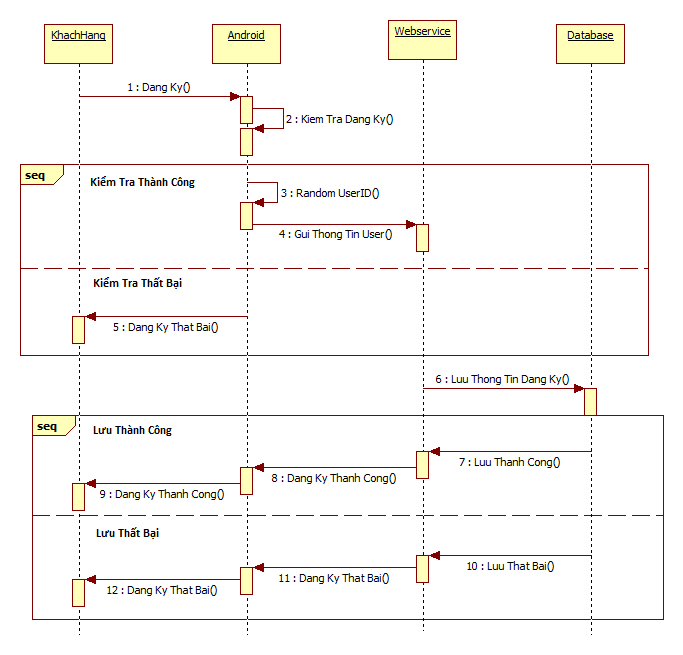 KhachHang
Android
Webservice
Database
1 : Dang Ky()
2 : Kiem Tra Dang Ky()
seq
Kiểm Tra Thành Công
3 : Random UserID()
4 : Gui Thong Tin User()
Kiểm Tra Thất Bại
5 : Dang Ky That Bai()
6 : Luu Thong Tin Dang Ky()
seq
Lưu Thành Công
7 : Luu Thanh Cong()
8 : Dang Ky Thanh Cong()
9 : Dang Ky Thanh Cong()
Lưu Thất Bại
10 : Luu That Bai()
11 : Dang Ky That Bai()
12 : Dang Ky That Bai()